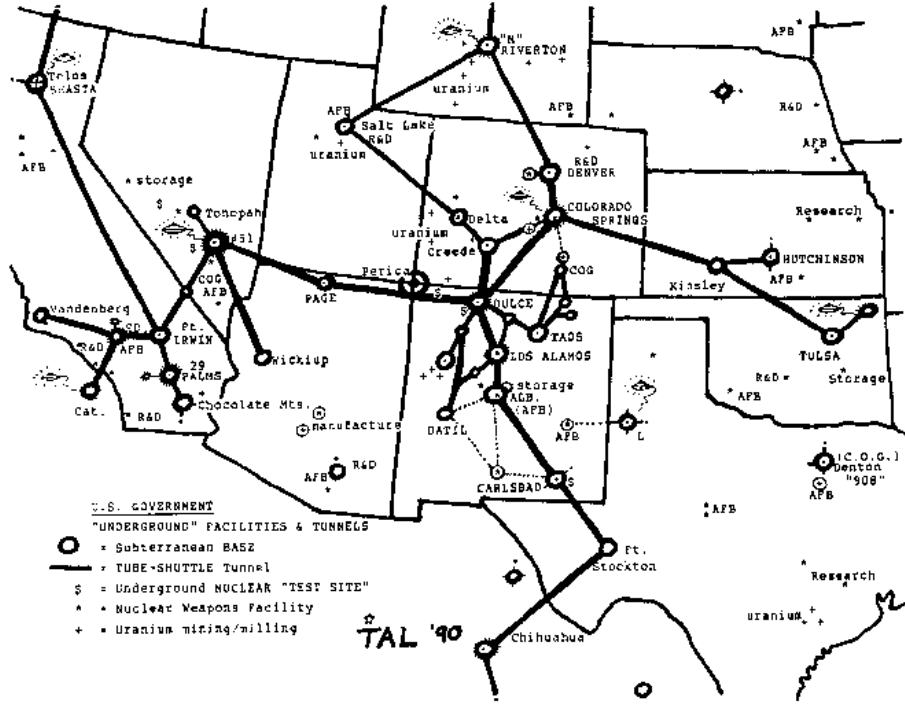 AFB
"N"
RIVERTON
uranium
Telos
SHASTA
AFB
Salt Lake
R&D
uranium
AFB
R&D
AFB
R&D
DENVER
AFB
storage
$
Tonopah
Delta
uranium
Creede
COLORADO
SPRINGS
Research
$
COG
AFB
Perica
COG
HUTCHINSON
AFB
Kinsley
PAGE
$
DULCE
$
Vandenberg
R&D
AFB
Ft.
IRWIN
Wickiup
TAOS
LOS ALAMOS
TULSA
29
PALMS
Cat.
R&D
Chocolate Mts.
manufacture
storage
ALB.
(AFB)
DATIL
AFB
L
R&D
AFB
Storage
AFB
R&D
CARLSBAD
$
(C.O.G.)
Denton
"908"
AFB
U.S. GOVERNMENT
"UNDERGROUND" FACILITIES & TUNNELS
= Subterranean BASE
= TUBE-SHUTTLE Tunnel
$ = Underground NUCLEAR "TEST SITE"
* = Nuclear Weapons Facility
+ = Uranium mining/milling
AFB
Ft.
Stockton
Research
uranium
TAL '90
Chihuahua